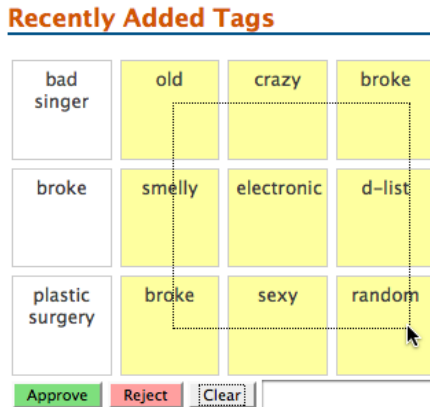 Recently Added Tags
bad singer old crazy broke
broke smelly electronic d-list
plastic surgery broke sexy random
Approve Reject Clear